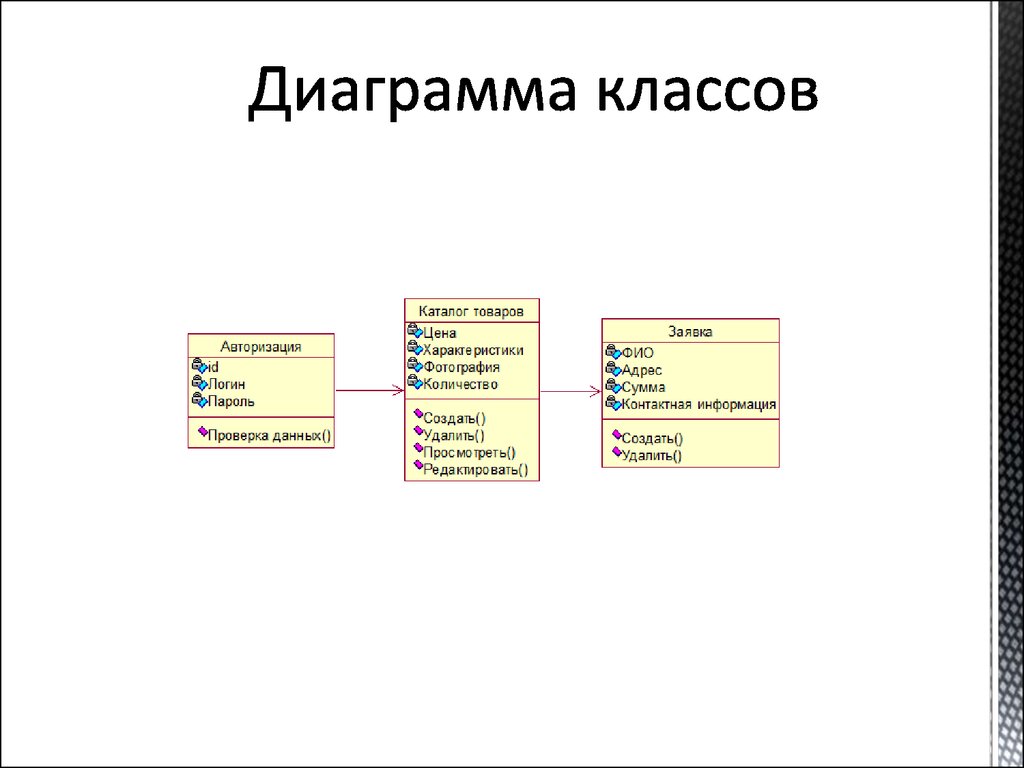 Диаграмма классов
Авторизация
id
Логин
Пароль
Проверка данных()
Каталог товаров
Цена
Характеристики
Фотография
Количество
Создать()
Удалить()
Просмотреть()
Редактировать()
Заявка
ФИО
Адрес
Сумма
Контактная информация
Создать()
Удалить()